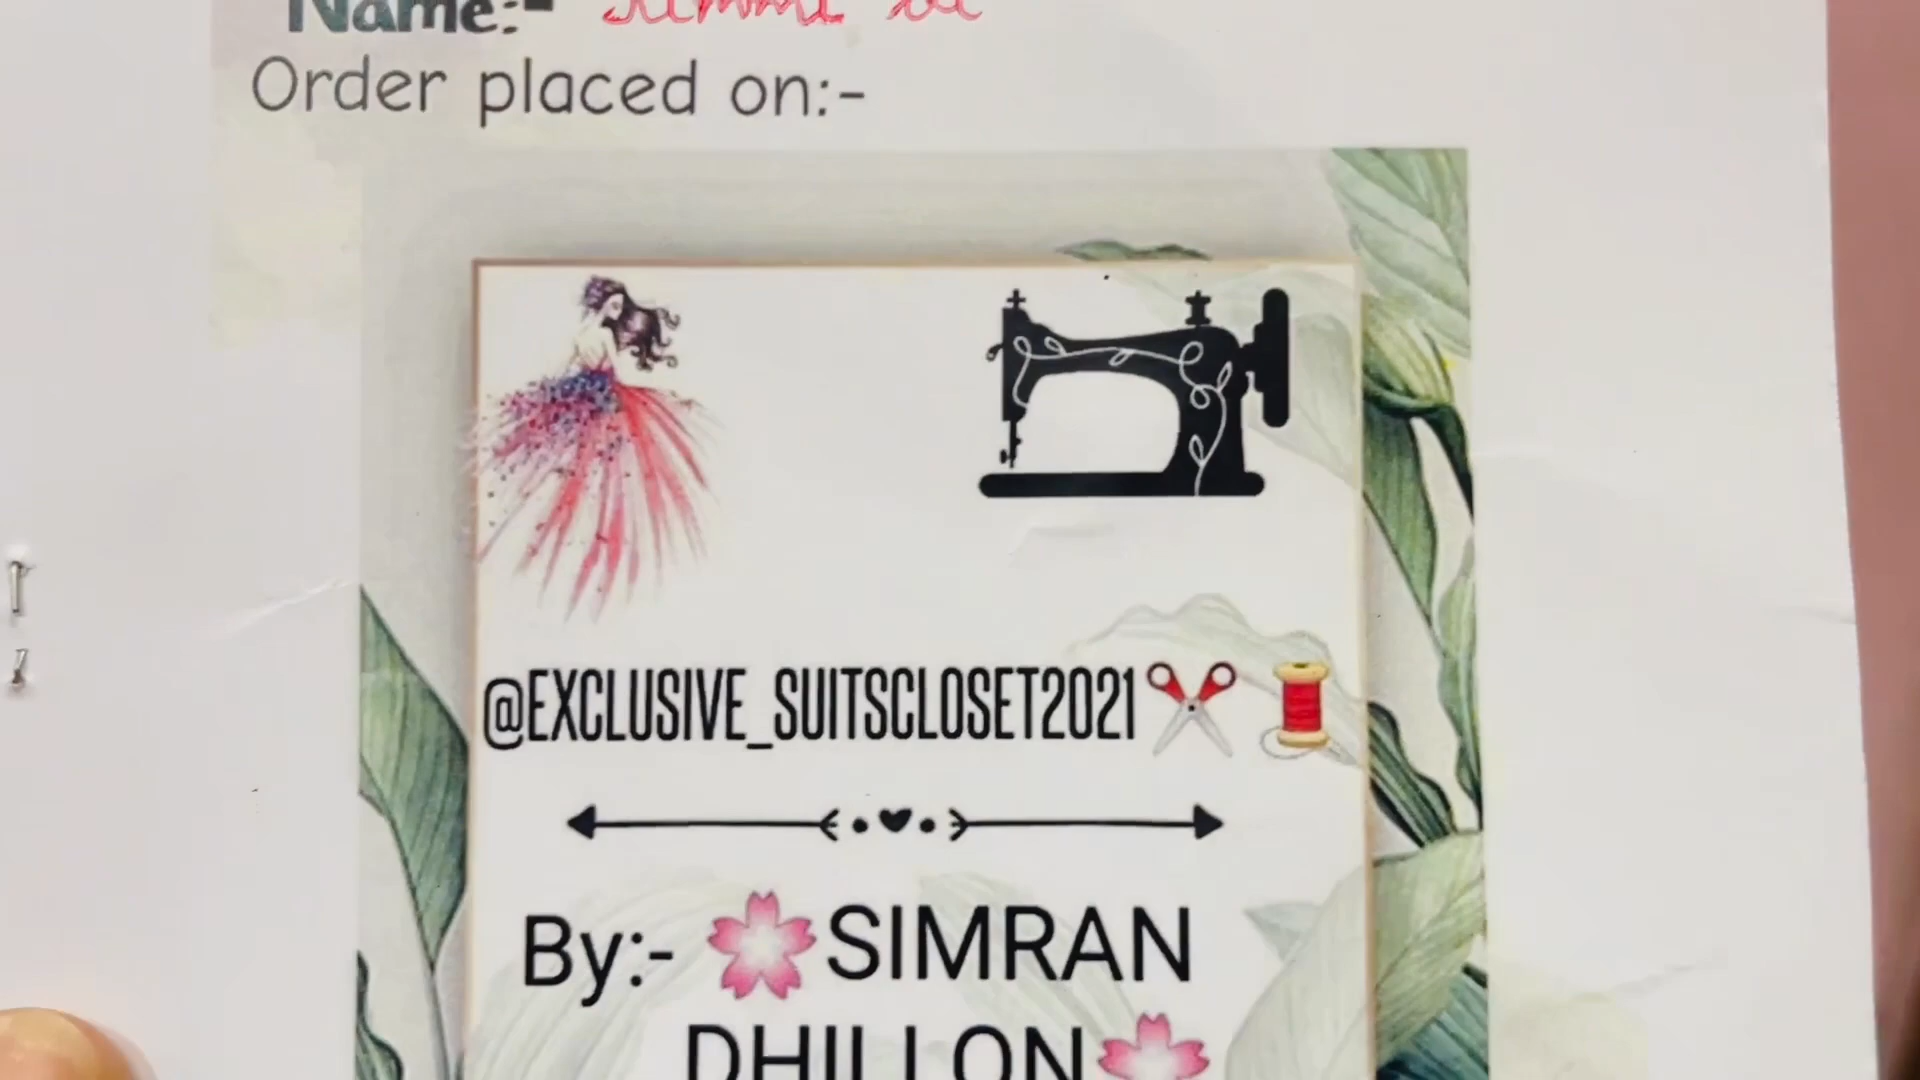 Name:-
Order placed on:-
@EXCLUSIVE_SUITSCLOSET2021
By:- 🌸SIMRAN
DHILLON🌸